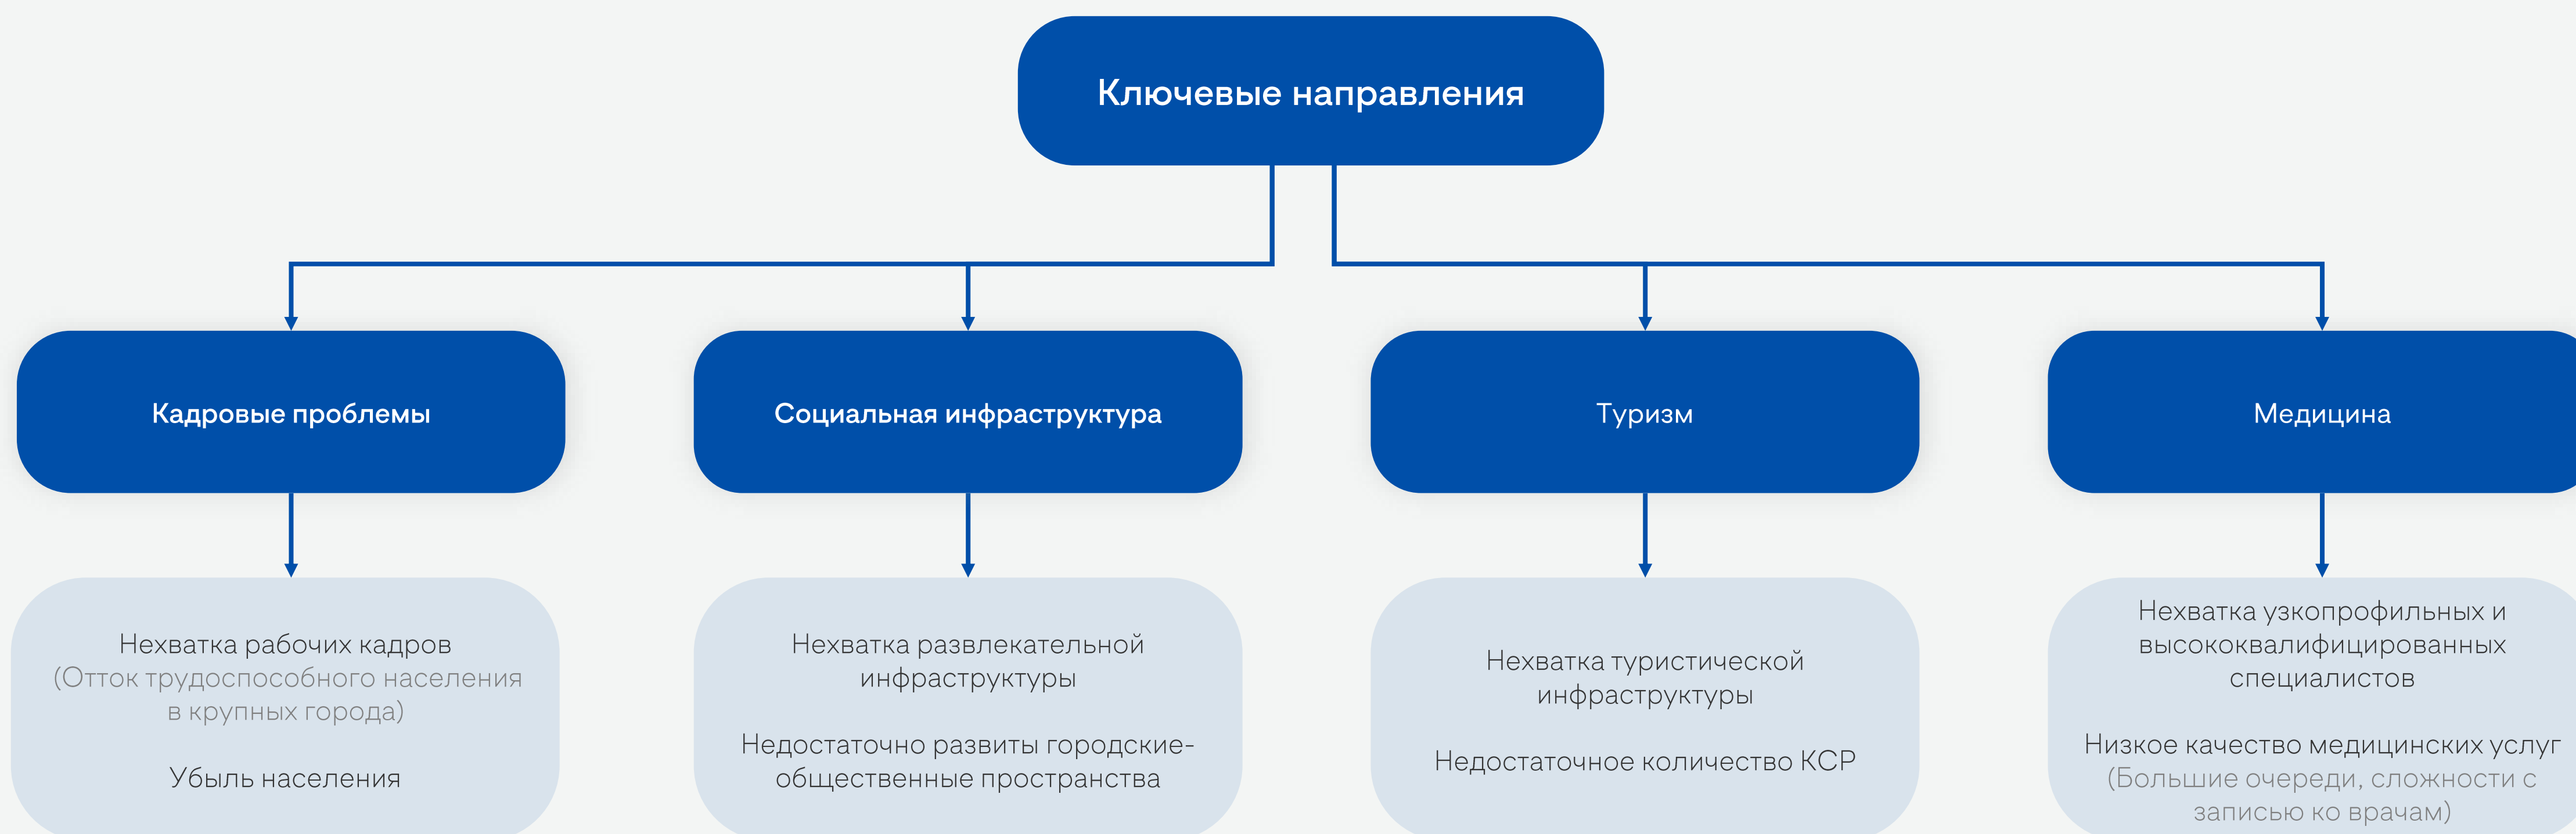 Ключевые направления
Кадровые проблемы
Социальная инфраструктура
Туризм
Медицина
Нехватка рабочих кадров
(Отток трудоспособного населения
в крупных города)
Убыль населения
Нехватка развлекательной
инфраструктуры
Недостаточно развиты городские-
общественные пространства
Нехватка туристической
инфраструктуры
Недостаточное количество КСР
Нехватка узкопрофильных и
высококвалифицированных
специалистов
Низкое качество медицинских услуг
(Большие очереди, сложности с
записью ко врачам)